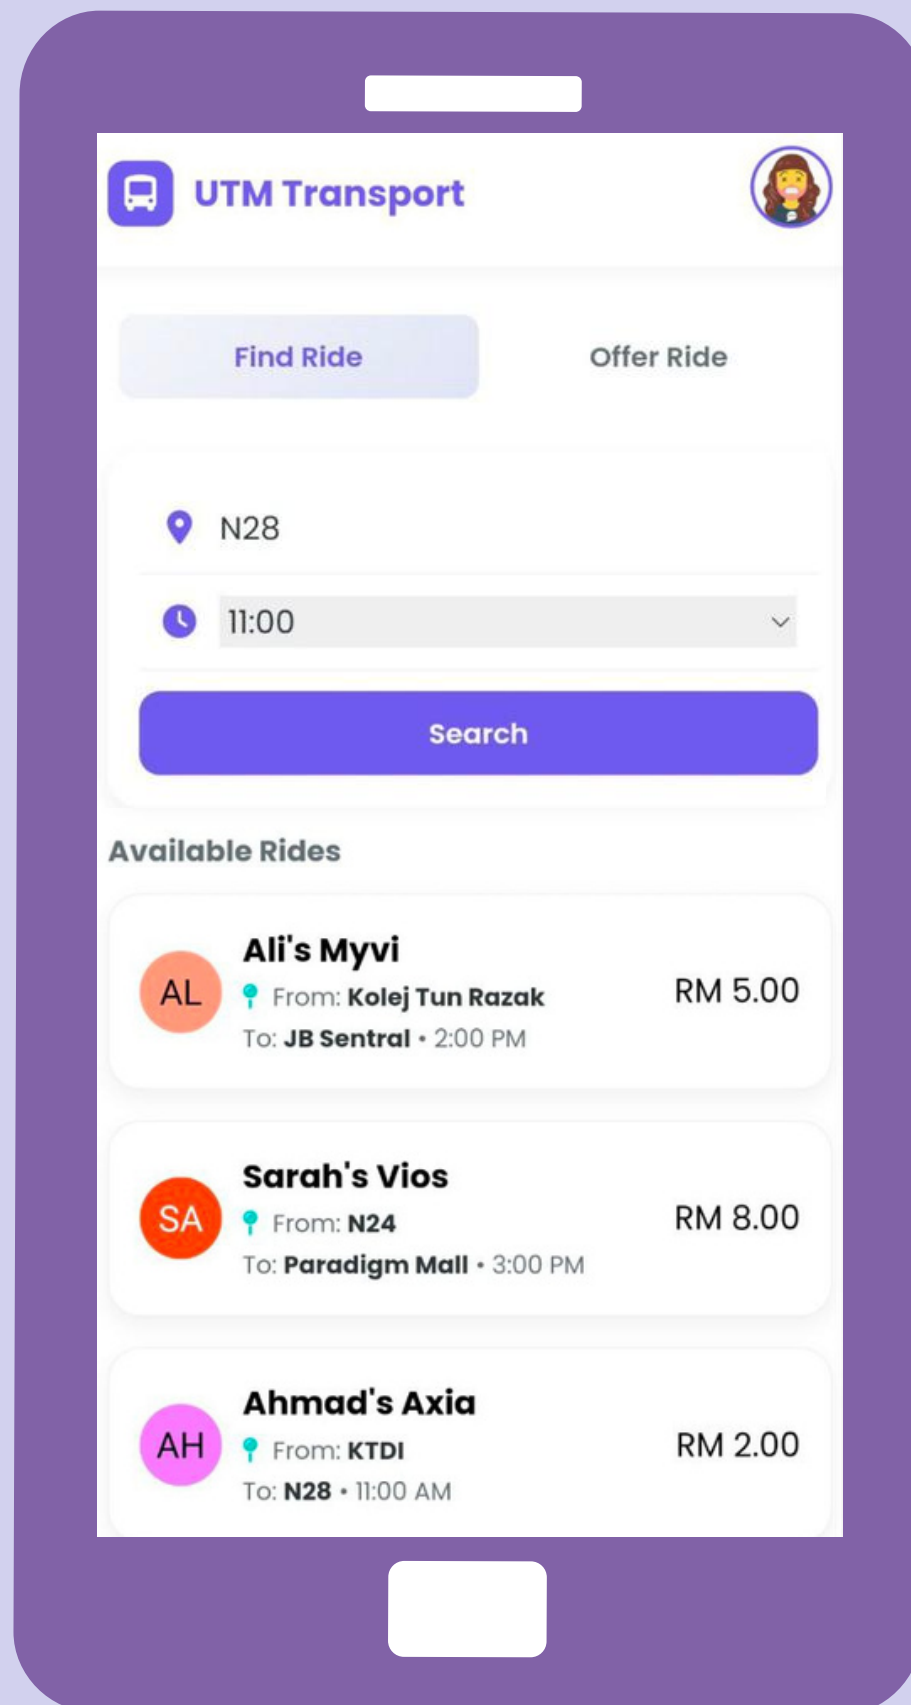 UTM Transport
Find Ride
Offer Ride
N28
11:00
Search
Available Rides
AL
Ali's Myvi
From: Kolej Tun Razak
To: JB Sentral • 2:00 PM
RM 5.00
SA
Sarah's Vios
From: N24
To: Paradigm Mall • 3:00 PM
RM 8.00
AH
Ahmad's Axia
From: KTDI
To: N28 • 11:00 AM
RM 2.00